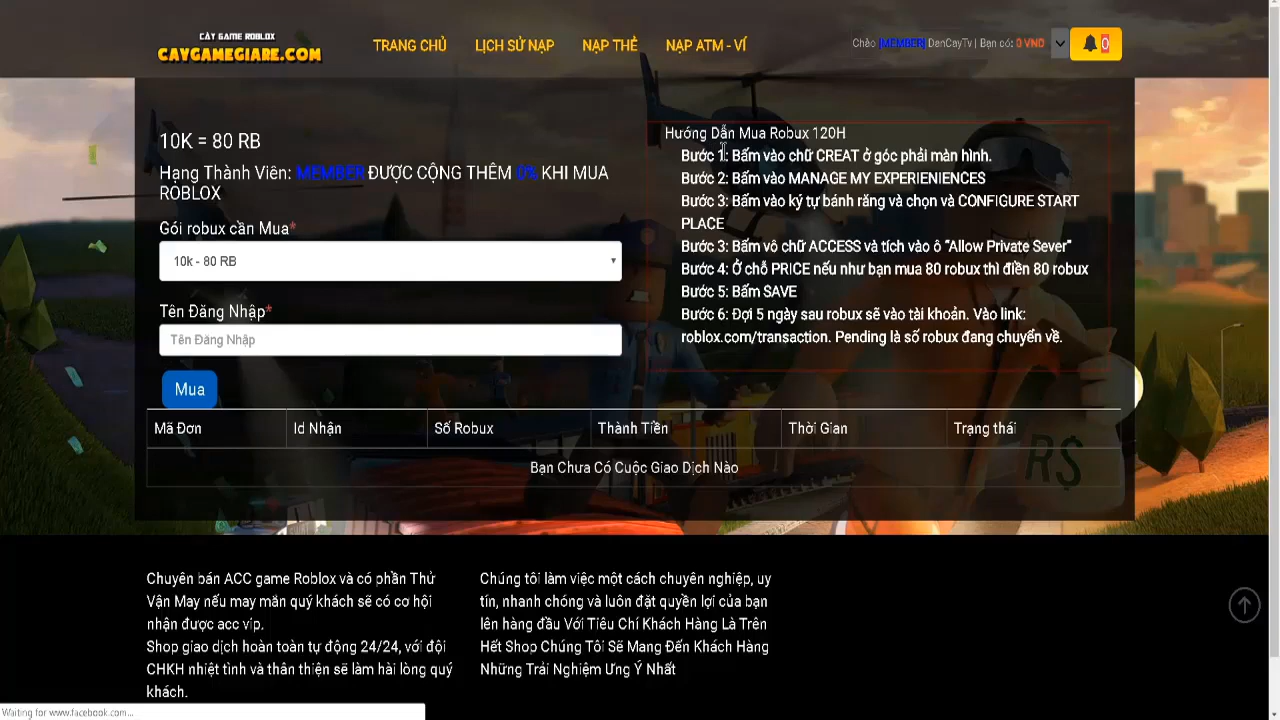 CÀY GAME ROBLOX
CAYGAMEGIARE.COM
TRANG CHỦ
LỊCH SỬ NẠP
NẠP THẺ
NẠP ATM - VÍ
Chào [MEMBER] DanCayTv | Bạn có: 0 VND
0
10K = 80 RB
Hạng Thành Viên: MEMBER ĐƯỢC CỘNG THÊM 0% KHI MUA
ROBLOX
Gói robux cần Mua*
10k - 80 RB
Tên Đăng Nhập*
Tên Đăng Nhập
Mua
Hướng Dẫn Mua Robux 120H
Bước 1: Bấm vào chữ CREAT ở góc phải màn hình.
Bước 2: Bấm vào MANAGE MY EXPERIENIENCES
Bước 3: Bấm vào ký tự bánh răng và chọn và CONFIGURE START
PLACE
Bước 3: Bấm vô chữ ACCESS và tích vào ô “Allow Private Sever”
Bước 4: Ở chỗ PRICE nếu như bạn mua 80 robux thì điền 80 robux
Bước 5: Bấm SAVE
Bước 6: Đợi 5 ngày sau robux sẽ vào tài khoản. Vào link:
roblox.com/transaction. Pending là số robux đang chuyển về.
Mã Đơn
Id Nhận
Số Robux
Thành Tiền
Thời Gian
Trạng thái
Bạn Chưa Có Cuộc Giao Dịch Nào
R$
Chuyên bán ACC game Roblox và có phần Thử
Vận May nếu may mắn quý khách sẽ có cơ hội
nhận được acc víp.
Shop giao dịch hoàn toàn tự động 24/24, với đội
CHKH nhiệt tình và thân thiện sẽ làm hài lòng quý
khách.
Chúng tôi làm việc một cách chuyên nghiệp, uy
tín, nhanh chóng và luôn đặt quyền lợi của bạn
lên hàng đầu Với Tiêu Chí Khách Hàng Là Trên
Hết Shop Chúng Tôi Sẽ Mang Đến Khách Hàng
Những Trải Nghiệm Ưng Ý Nhất
Waiting for www.facebook.com...